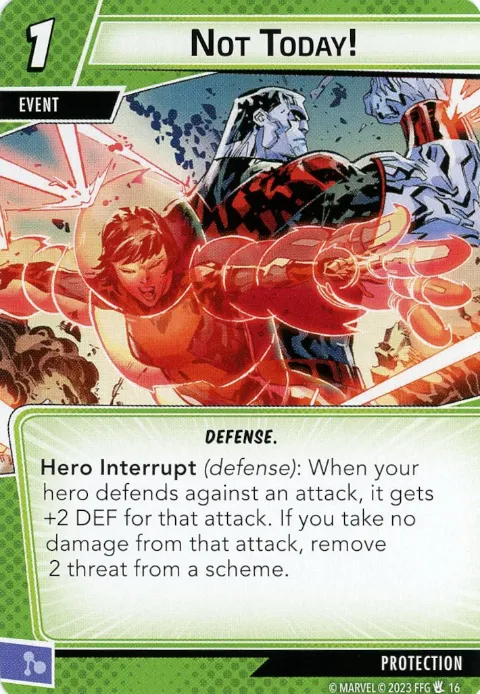 1
NOT TODAY!
EVENT
DEFENSE.
Hero Interrupt (defense): When your
hero defends against an attack, it gets
+2 DEF for that attack. If you take no
damage from that attack, remove
2 threat from a scheme.
PROTECTION
© MARVEL © 2023 FFG 16